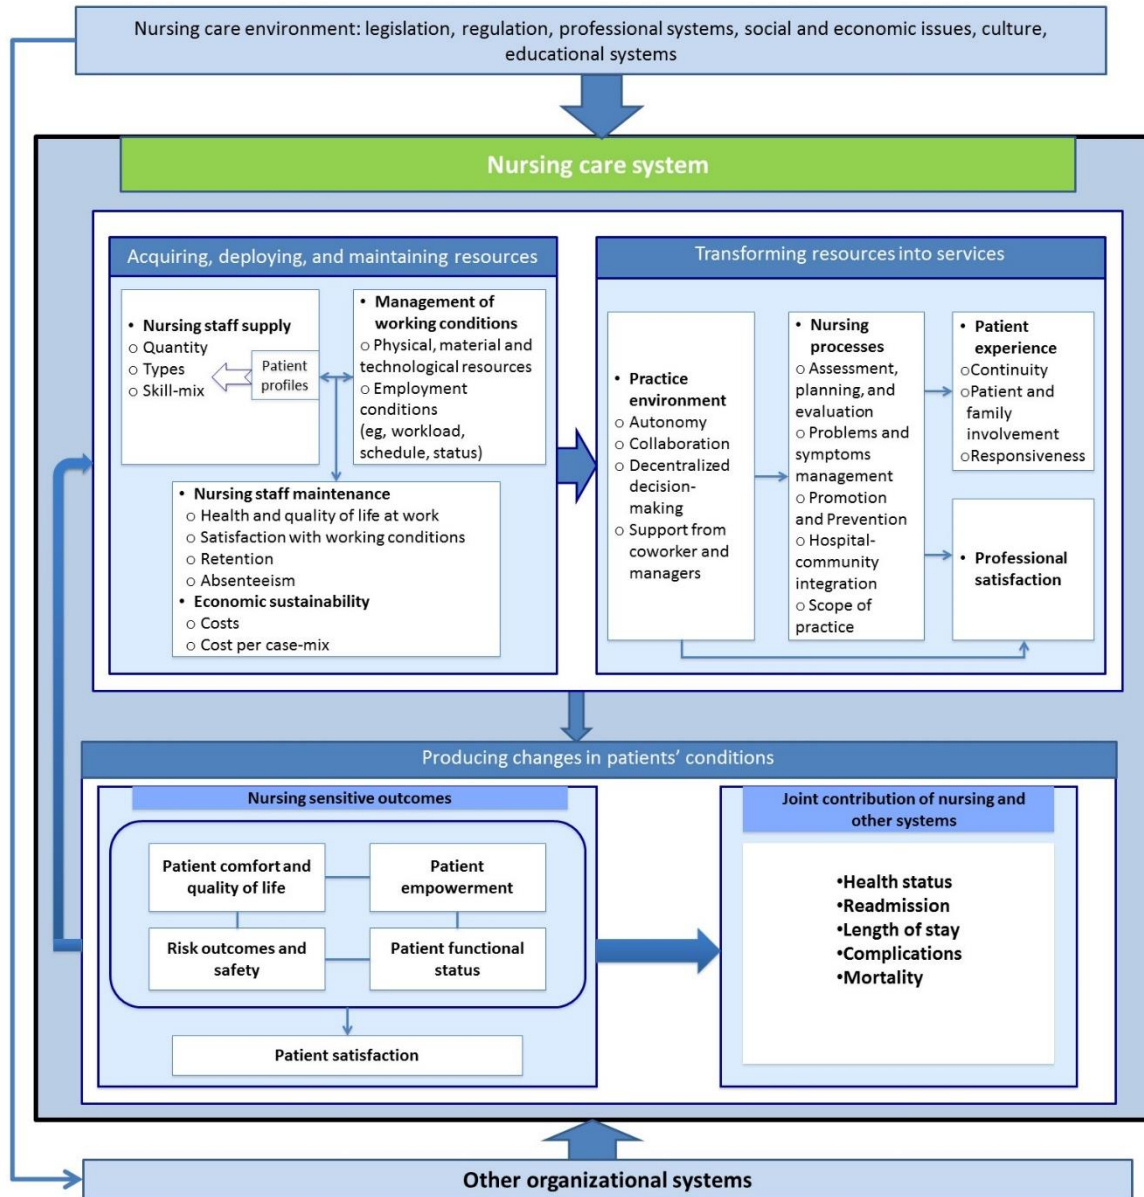 Nursing care environment: legislation, regulation, professional systems, social and economic issues, culture,
educational systems
Nursing care system
Acquiring, deploying, and maintaining resources
• Nursing staff supply
○ Quantity
○ Types
○ Skill-mix
Patient
profiles
• Management of
working conditions
○ Physical, material and
technological resources
○ Employment
conditions
(eg, workload,
schedule, status)
• Nursing staff maintenance
○ Health and quality of life at work
○ Satisfaction with working conditions
○ Retention
○ Absenteeism
• Economic sustainability
○ Costs
○ Cost per case-mix
Transforming resources into services
• Practice
environment
○ Autonomy
○ Collaboration
○ Decentralized
decision-
making
○ Support from
coworker and
managers
• Nursing
processes
○ Assessment,
planning, and
evaluation
○ Problems and
symptoms
management
○ Promotion
and Prevention
○ Hospital-
community
integration
○ Scope of
practice
• Patient
experience
○ Continuity
○ Patient and
family
involvement
○ Responsiveness
• Professional
satisfaction
Producing changes in patients' conditions
Nursing sensitive outcomes
Patient comfort and
quality of life
Patient
empowerment
Risk outcomes and
safety
Patient functional
status
Patient satisfaction
Joint contribution of nursing and
other systems
•Health status
•Readmission
•Length of stay
•Complications
•Mortality
Other organizational systems